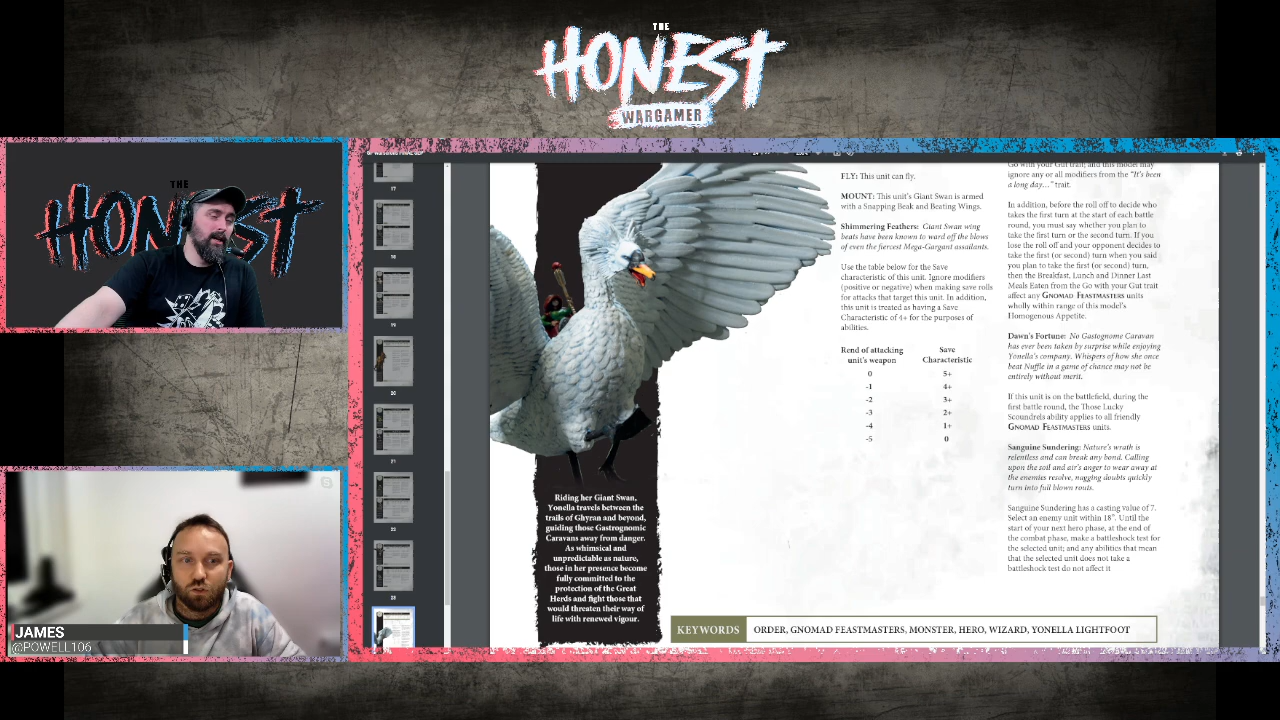 THE
HONEST
WARGAMER
THE
HONEST
JAMES
@POWELL106
17
18
19
20
21
22
23
Riding her Giant Swan,
Yonella travels between the
trails of Ghyran and beyond,
guiding those Gastrognomic
Caravans away from danger.
As whimsical and
unpredictable as nature,
those in her presence become
fully committed to the
protection of the Great
Herds and fight those that
would threaten their way of
life with renewed vigour.
FLY: This unit can fly.
MOUNT: This unit's Giant Swan is armed
with a Snapping Beak and Beating Wings.
Shimmering Feathers: Giant Swan wing
beats have been known to ward off the blows
of even the fiercest Mega-Gargant assailants.
Use the table below for the Save
characteristic of this unit. Ignore modifiers
(positive or negative) when making save rolls
for attacks that target this unit. In addition,
this unit is treated as having a Save
Characteristic of 4+ for the purposes of
abilities.
Rend of attacking Save
unit's weapon Characteristic
0 5+
-1 4+
-2 3+
-3 2+
-4 1+
-5 0
Go with your Gut trait; and this model may
ignore any or all modifiers from the "It's been
a long day…" trait.
In addition, before the roll off to decide who
takes the first turn at the start of each battle
round, you must say whether you plan to
take the first turn or the second turn. If you
lose the roll off and your opponent decides to
take the first (or second) turn when you said
you plan to take the first (or second) turn,
then the Breakfast, Lunch and Dinner Last
Meals Eaten from the Go with your Gut trait
affect any GNOMAD FEASTMASTERS units
wholly within range of this model's
Homogenous Appetite.
Dawn's Fortune: No Gastognome Caravan
has ever been taken by surprise while enjoying
Yonella's company. Whispers of how she once
beat Nuffle in a game of chance may not be
entirely without merit.
If this unit is on the battlefield, during the
first battle round, the Those Lucky
Scoundrels ability applies to all friendly
GNOMAD FEASTMASTERS units.
Sanguine Sundering: Nature's wrath is
relentless and can break any bond. Calling
upon the soil and air's anger to wear away at
the enemies resolve, nagging doubts quickly
turn into full blown routs.
Sanguine Sundering has a casting value of 7.
Select an enemy unit within 18". Until the
start of your next hero phase, at the end of
the combat phase, make a battleshock test for
the selected unit; and any abilities that mean
that the selected unit does not take a
battleshock test do not affect it
KEYWORDS ORDER, GNOMAD FEASTMASTERS, MONSTER, HERO, WIZARD, YONELLA LIGHTFOOT